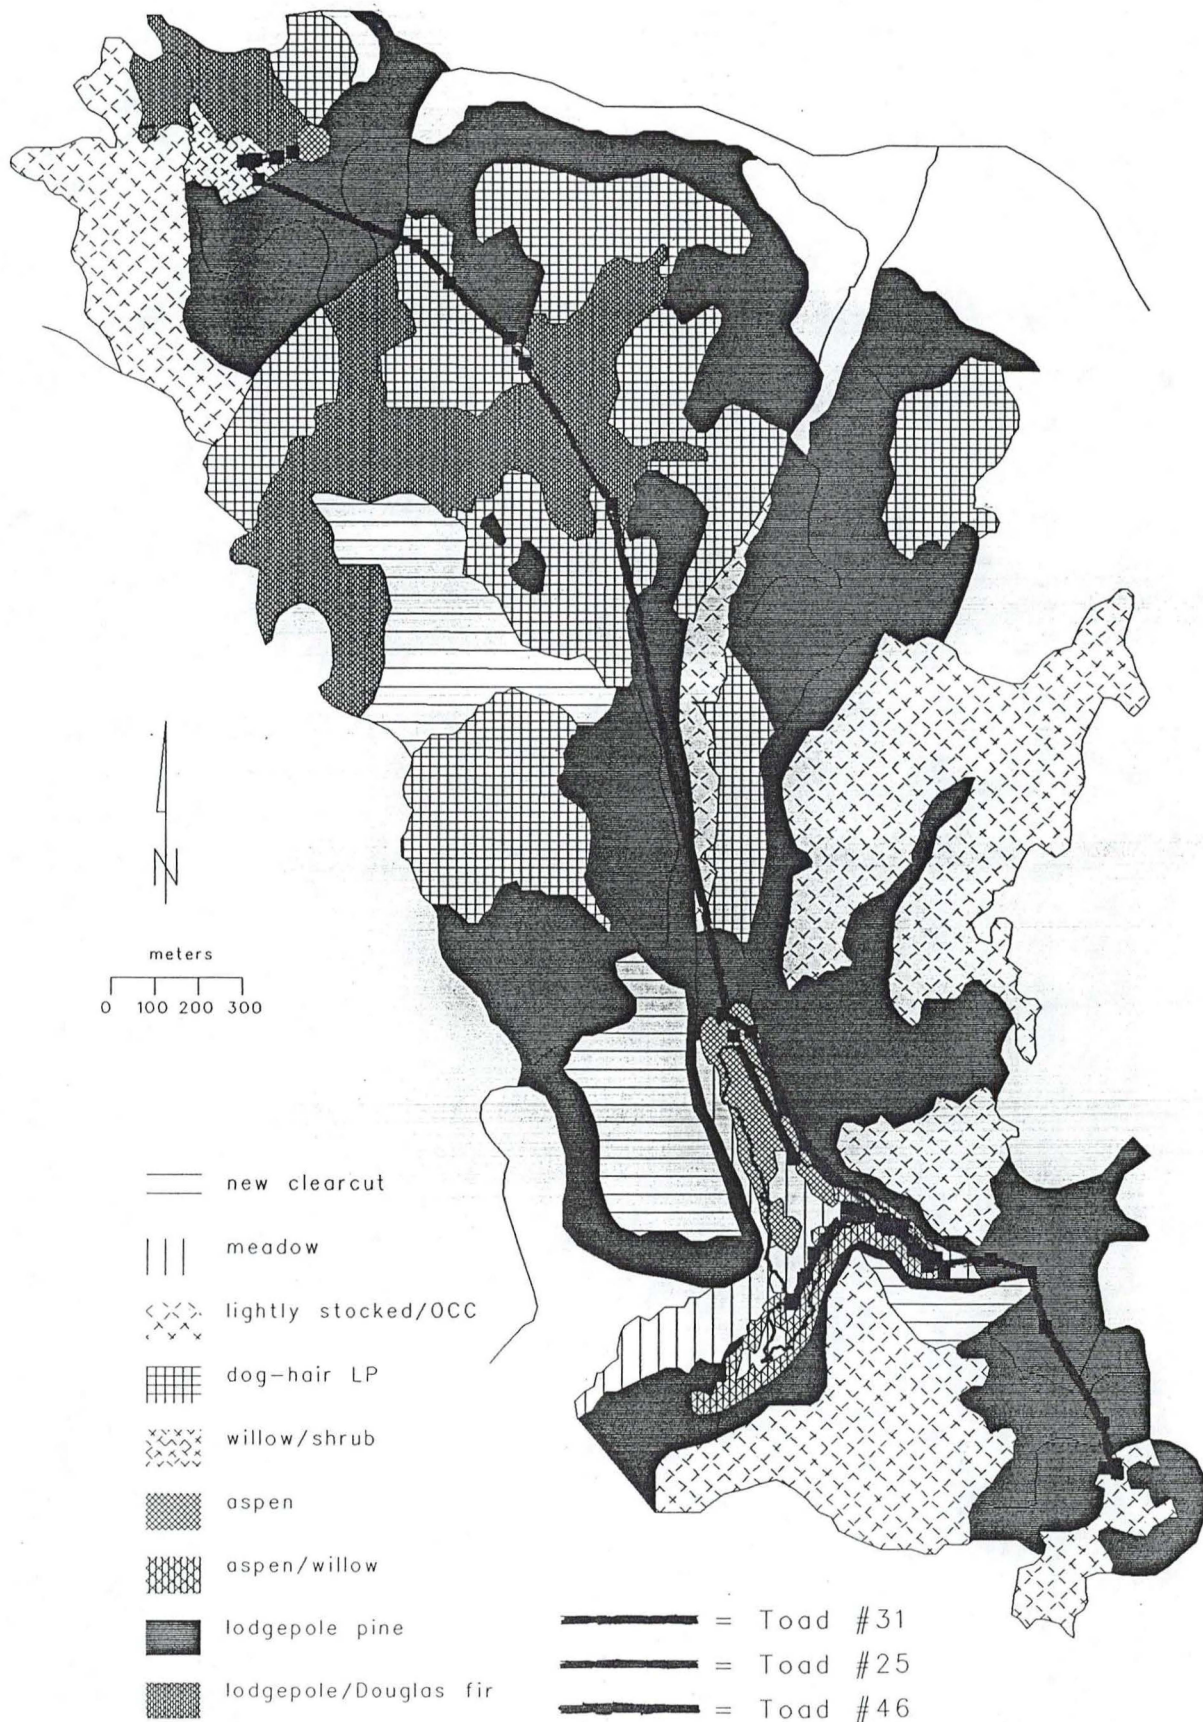 N
meters
0 100 200 300
new clearcut
meadow
lightly stocked/OCC
dog-hair LP
willow/shrub
aspen
aspen/willow
lodgepole pine
lodgepole/Douglas fir
= Toad #31
= Toad #25
= Toad #46